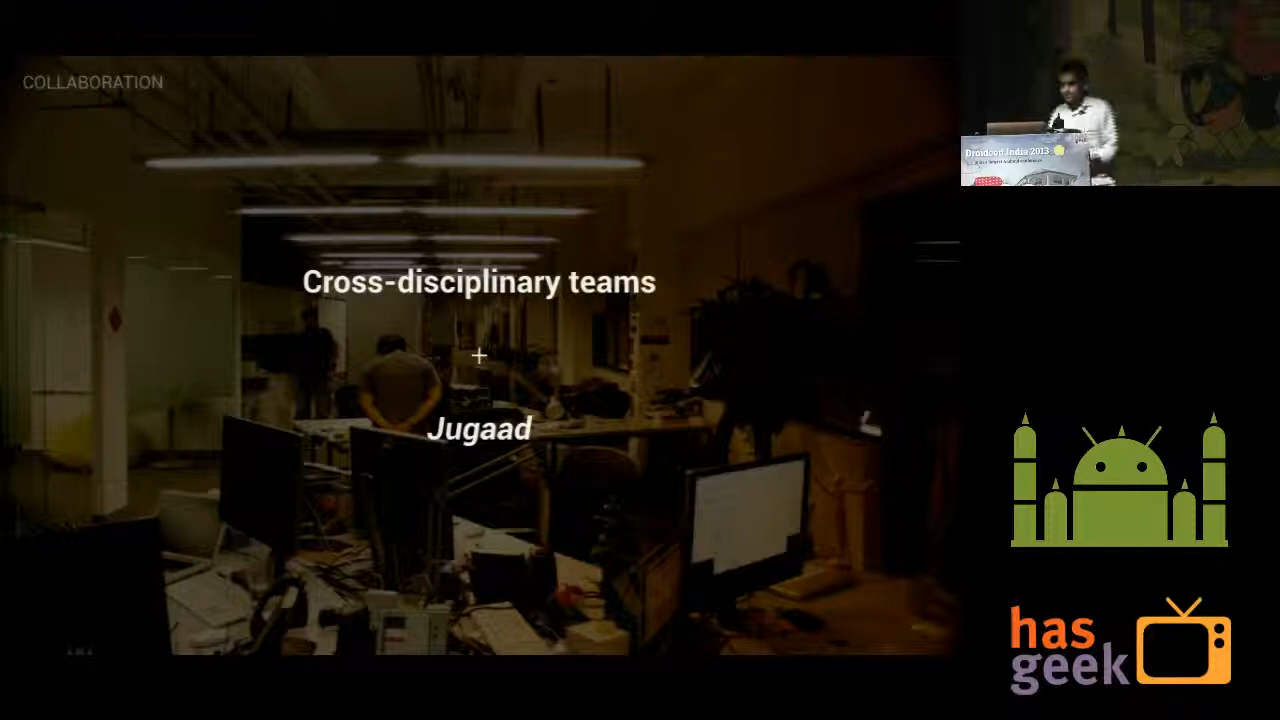 COLLABORATION
Cross-disciplinary teams
+
Jugaad
Droidcon India 2013
has
geek